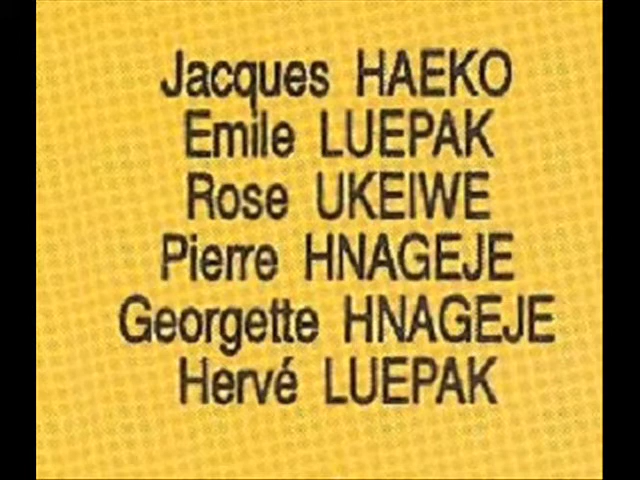 Jacques HAEKO
Emile LUEPAK
Rose UKEIWE
Pierre HNAGEJE
Georgette HNAGEJE
Hervé LUEPAK